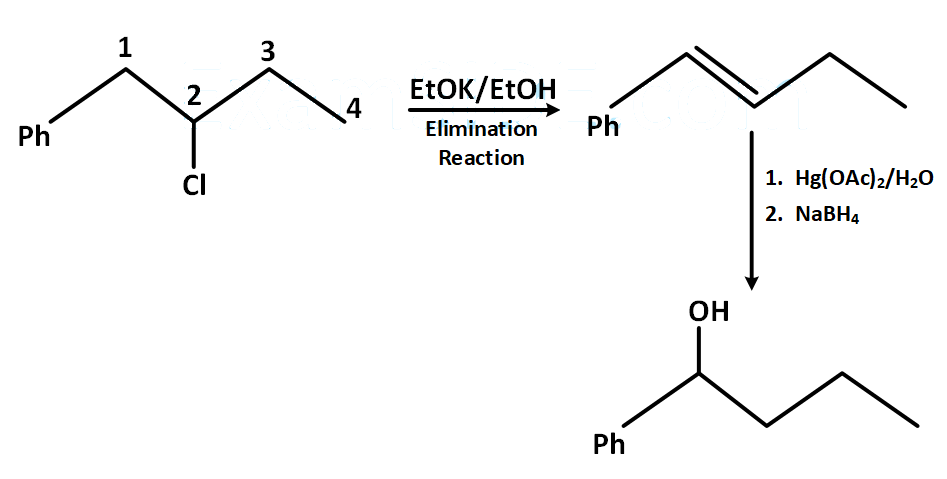 1
3
2
4
Ph
Cl
EtOK/EtOH
Elimination
Reaction
Ph
1. Hg(OAc)₂/H₂O
2. NaBH₄
OH
Ph